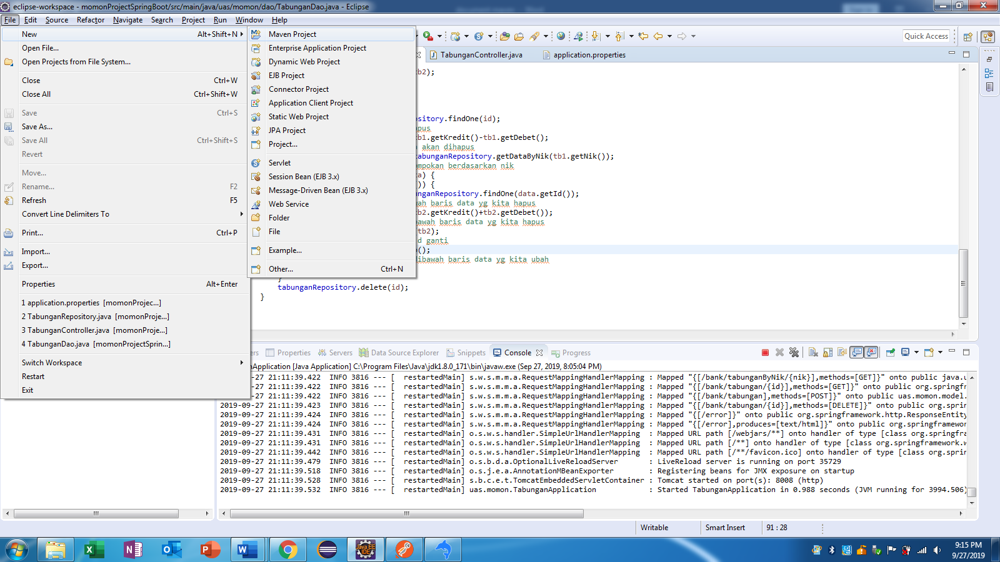 eclipse-workspace - momonProjectSpringBoot/src/main/java/uas/momon/dao/TabunganDao.java - Eclipse
File Edit Source Refactor Navigate Search Project Run Window Help
New Alt+Shift+N
Open File...
Open Projects from File System...
Close Ctrl+W
Close All Ctrl+Shift+W
Save Ctrl+S
Save As...
Save All Ctrl+Shift+S
Revert
Move...
Rename... F2
Refresh F5
Convert Line Delimiters To
Print... Ctrl+P
Import...
Export...
Properties Alt+Enter
1 application.properties [momonProjec...]
2 TabunganRepository.java [momonProje...]
3 TabunganController.java [momonProje...]
4 TabunganDao.java [momonProjectSprin...]
Switch Workspace
Restart
Exit
Maven Project
Enterprise Application Project
Dynamic Web Project
EJB Project
Connector Project
Application Client Project
Static Web Project
JPA Project
Project...
Servlet
Session Bean (EJB 3.x)
Message-Driven Bean (EJB 3.x)
Web Service
Folder
File
Example...
Other... Ctrl+N
Quick Access
TabunganController.java application.properties
tb2);
sitory.findOne(id);
apus
tb1.getKredit()-tb1.getDebet();
akan dihapus
tabunganRepository.getDataByNik(tb1.getNik());
mpokan berdasarkan nik
a) {
)) {
unganRepository.findOne(data.getId());
ah baris data yg kita hapus
tb2.getKredit()+tb2.getDebet());
bawah baris data yg kita hapus
tb2);
d ganti
();
dibawah baris data yg kita ubah
}
tabunganRepository.delete(id);
}
ers Properties Servers Data Source Explorer Snippets Console Progress
nApplication [Java Application] C:\Program Files\Java\jdk1.8.0_171\bin\javaw.exe (Sep 27, 2019, 8:05:04 PM)
-09-27 21:11:39.422 INFO 3816 --- [ restartedMain] s.w.s.m.m.a.RequestMappingHandlerMapping : Mapped "{[/bank/tabunganByNik/{nik}],methods=[GET]}" onto public java.u
-09-27 21:11:39.422 INFO 3816 --- [ restartedMain] s.w.s.m.m.a.RequestMappingHandlerMapping : Mapped "{[/bank/tabungan/{id}],methods=[GET]}" onto public org.springfr
-09-27 21:11:39.422 INFO 3816 --- [ restartedMain] s.w.s.m.m.a.RequestMappingHandlerMapping : Mapped "{[/bank/tabungan],methods=[POST]}" onto public uas.momon.model.
2019-09-27 21:11:39.423 INFO 3816 --- [ restartedMain] s.w.s.m.m.a.RequestMappingHandlerMapping : Mapped "{[/bank/tabungan/{id}],methods=[DELETE]}" onto public org.spring
2019-09-27 21:11:39.424 INFO 3816 --- [ restartedMain] s.w.s.m.m.a.RequestMappingHandlerMapping : Mapped "{[/error]}" onto public org.springframework.http.ResponseEntity
2019-09-27 21:11:39.424 INFO 3816 --- [ restartedMain] s.w.s.m.m.a.RequestMappingHandlerMapping : Mapped "{[/error],produces=[text/html]}" onto public org.springframework
2019-09-27 21:11:39.431 INFO 3816 --- [ restartedMain] o.s.w.s.handler.SimpleUrlHandlerMapping : Mapped URL path [/webjars/**] onto handler of type [class org.springfra
2019-09-27 21:11:39.431 INFO 3816 --- [ restartedMain] o.s.w.s.handler.SimpleUrlHandlerMapping : Mapped URL path [/**] onto handler of type [class org.springframework.w
2019-09-27 21:11:39.442 INFO 3816 --- [ restartedMain] o.s.w.s.handler.SimpleUrlHandlerMapping : Mapped URL path [/**/favicon.ico] onto handler of type [class org.sprin
2019-09-27 21:11:39.479 INFO 3816 --- [ restartedMain] o.s.b.d.a.OptionalLiveReloadServer : LiveReload server is running on port 35729
2019-09-27 21:11:39.518 INFO 3816 --- [ restartedMain] o.s.j.e.a.AnnotationMBeanExporter : Registering beans for JMX exposure on startup
2019-09-27 21:11:39.528 INFO 3816 --- [ restartedMain] s.b.c.e.t.TomcatEmbeddedServletContainer : Tomcat started on port(s): 8008 (http)
2019-09-27 21:11:39.532 INFO 3816 --- [ restartedMain] uas.momon.TabunganApplication : Started TabunganApplication in 0.988 seconds (JVM running for 3994.506)
Writable Smart Insert 91 : 28
Java EE IDE
9:15 PM
9/27/2019